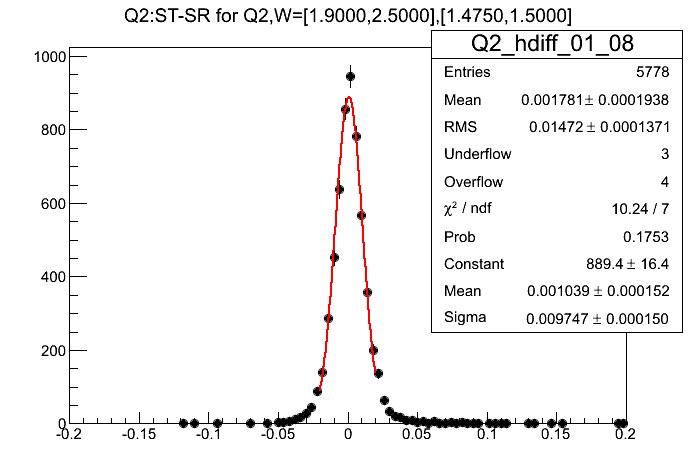 Q2:ST-SR for Q2,W=[1.9000,2.5000],[1.4750,1.5000]
Q2_hdiff_01_08
Entries 5778
Mean 0.001781± 0.0001938
RMS 0.01472 ± 0.0001371
Underflow 3
Overflow 4
χ² / ndf 10.24 / 7
Prob 0.1753
Constant 889.4 ± 16.4
Mean 0.001039 ± 0.000152
Sigma 0.009747 ± 0.000150
1000
800
600
400
200
0
-0.2 -0.15 -0.1 -0.05 0 0.05 0.1 0.15 0.2